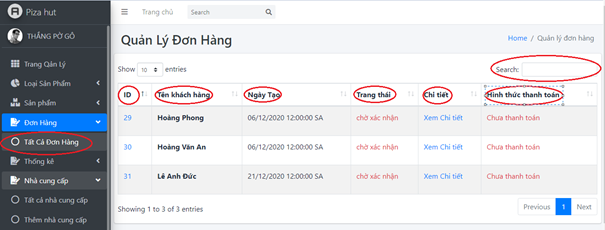 Piza hut
Trang chủ
Search
THẮNG PỜ GÔ
Trang Quản Lý
Loại Sản Phẩm
Sản phẩm
Đơn Hàng
Tất Cả Đơn Hàng
Thống kê
Nhà cung cấp
Tất cả nhà cung cấp
Thêm nhà cung cấp
Quản Lý Đơn Hàng
Home / Quản lý đơn hàng
Show 10 entries
Search:
ID Tên khách hàng Ngày Tạo Trạng thái Chi tiết Hình thức thanh toán
29 Hoàng Phong 06/12/2020 12:00:00 SA chờ xác nhận Xem Chi Tiết Chưa thanh toán
30 Hoàng Văn An 06/12/2020 12:00:00 SA chờ xác nhận Xem Chi Tiết Chưa thanh toán
31 Lê Anh Đức 21/12/2020 12:00:00 SA chờ xác nhận Xem Chi Tiết Chưa thanh toán
Showing 1 to 3 of 3 entries
Previous 1 Next